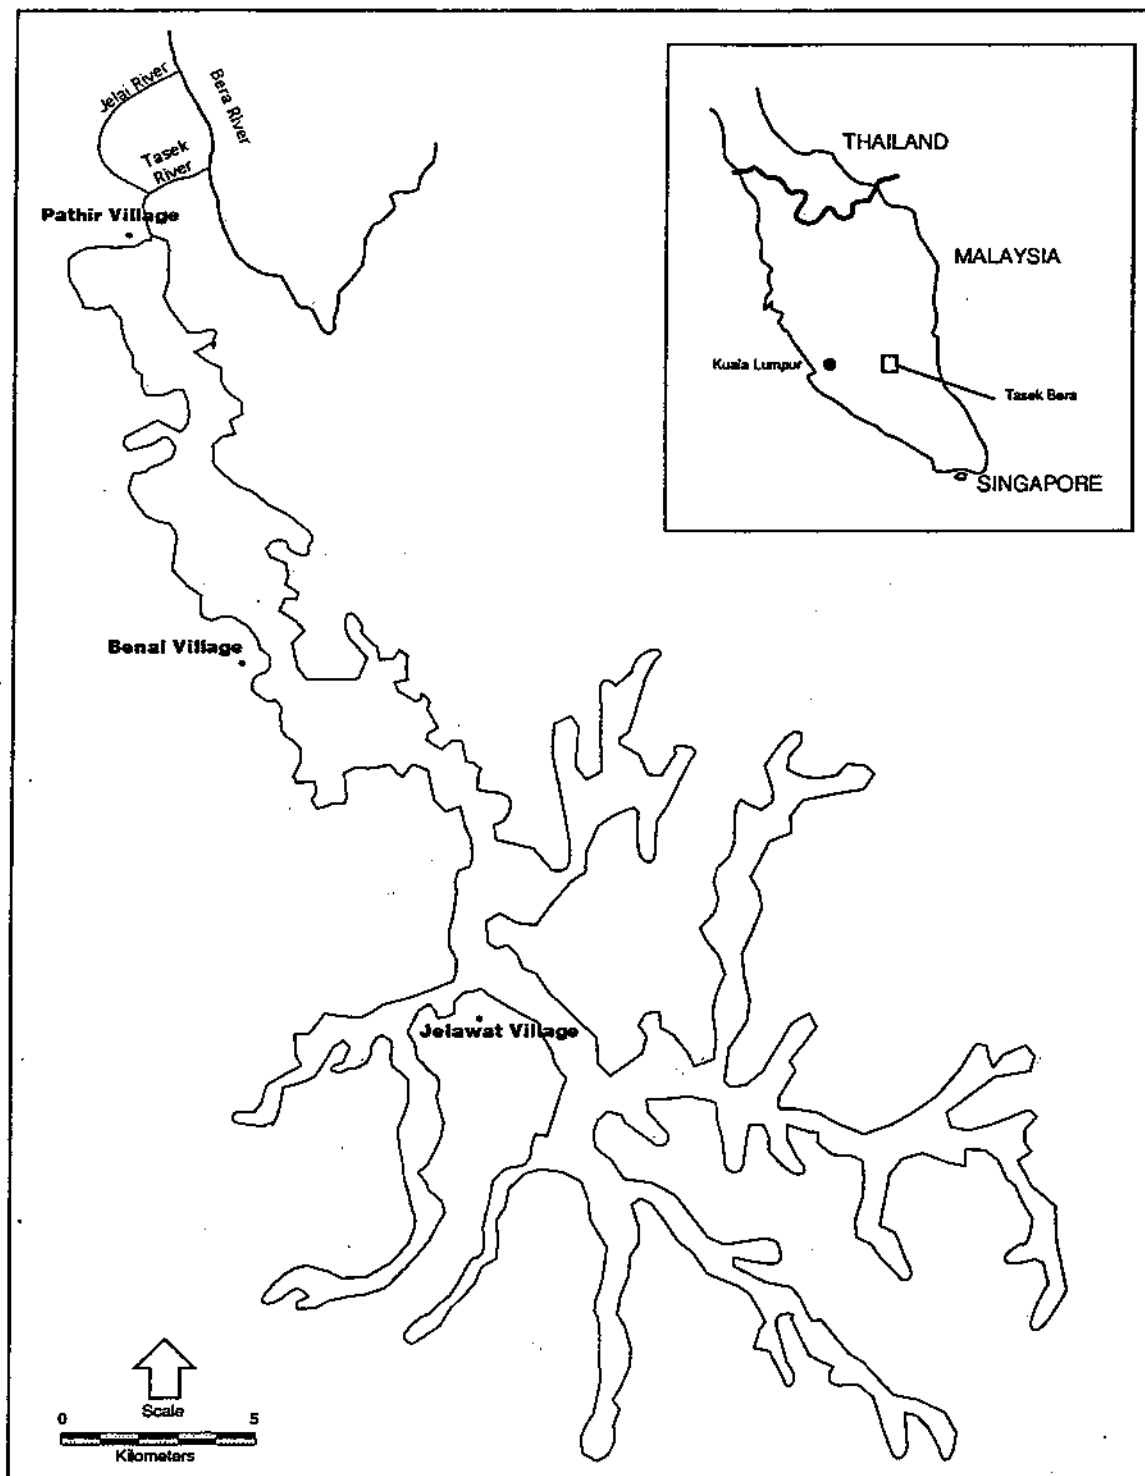 Jelai River
Bera River
Tasek
River
Pathir Village
THAILAND
MALAYSIA
Kuala Lumpur
Tasek Bera
SINGAPORE
Benal Village
Jelawat Village
Scale
0 5
Kilometers